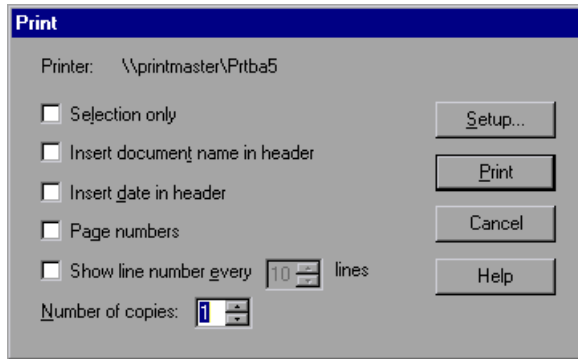 Print
Printer: \\printmaster\Prtba5
Selection only
Setup...
Insert document name in header
Print
Insert date in header
Page numbers
Cancel
Show line number every 10 lines
Help
Number of copies: 1